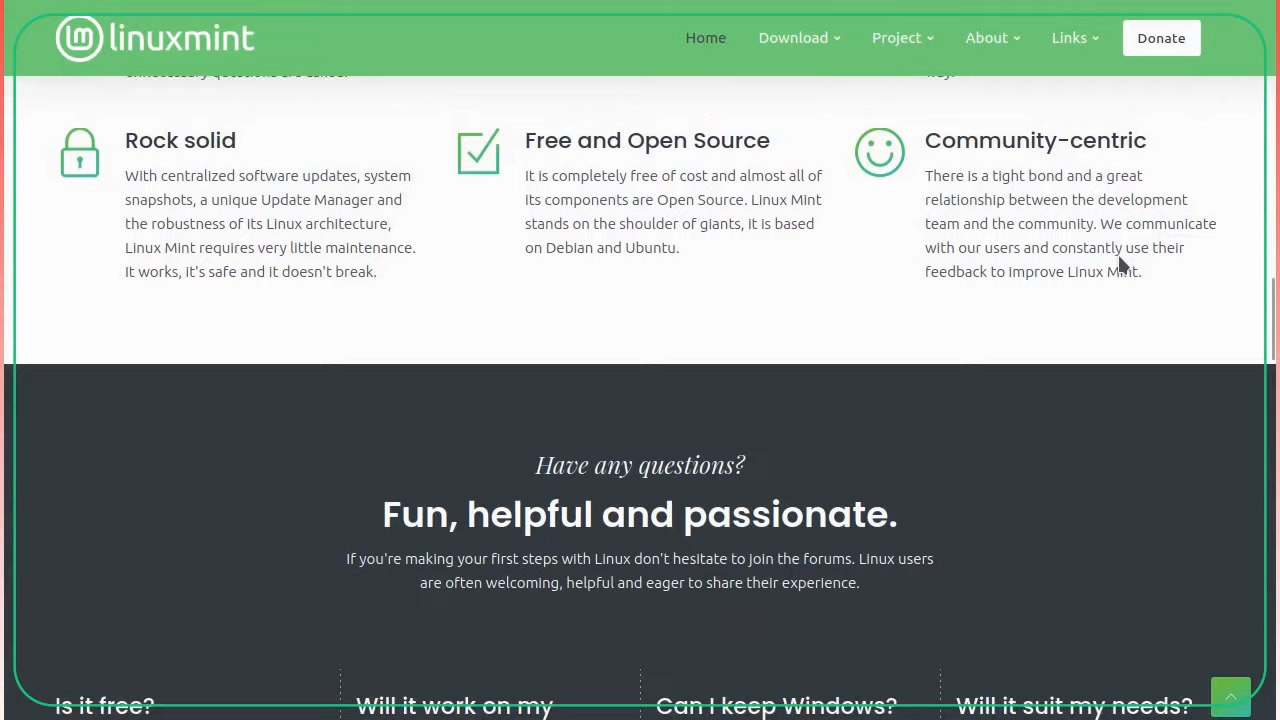 linuxmint
Home
Download
Project
About
Links
Donate
unnecessary questions are asked.
Rock solid
With centralized software updates, system
snapshots, a unique Update Manager and
the robustness of its Linux architecture,
Linux Mint requires very little maintenance.
It works, it's safe and it doesn't break.
Free and Open Source
It is completely free of cost and almost all of
its components are Open Source. Linux Mint
stands on the shoulder of giants, it is based
on Debian and Ubuntu.
Community-centric
There is a tight bond and a great
relationship between the development
team and the community. We communicate
with our users and constantly use their
feedback to improve Linux Mint.
Have any questions?
Fun, helpful and passionate.
If you're making your first steps with Linux don't hesitate to join the forums. Linux users
are often welcoming, helpful and eager to share their experience.
Is it free?
Will it work on my
Can I keep Windows?
Will it suit my needs?